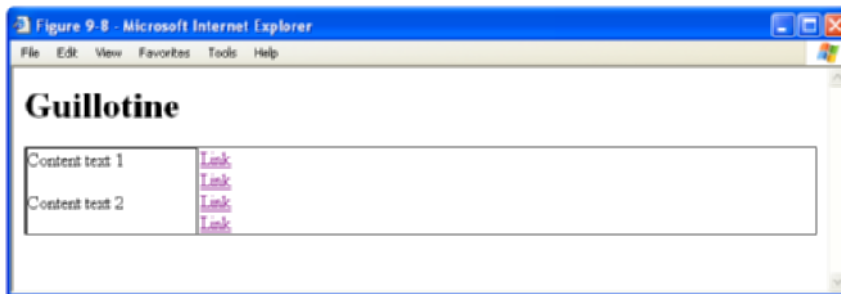 Figure 9-8 - Microsoft Internet Explorer
File Edit View Favorites Tools Help
Guillotine
Content text 1 Link
Link
Content text 2 Link
Link